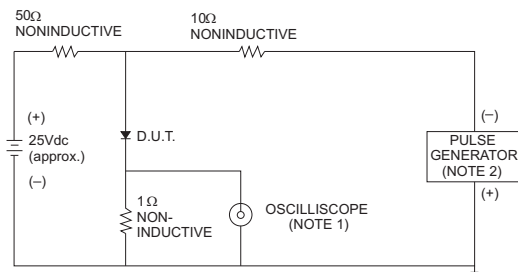 50Ω
NONINDUCTIVE
10Ω
NONINDUCTIVE
(+)
25Vdc
(approx.)
(−)
D.U.T.
1Ω
NON-
INDUCTIVE
OSCILLISCOPE
(NOTE 1)
(−)
PULSE
GENERATOR
(NOTE 2)
(+)